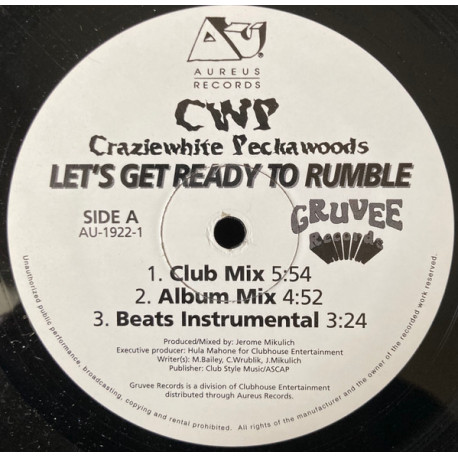 AU
AUREUS
RECORDS
CWP
Craziewhite Peckawoods
LET'S GET READY TO RUMBLE
SIDE A
AU-1922-1
GRUVEE
Records
1. Club Mix 5:54
2. Album Mix 4:52
3. Beats Instrumental 3:24
Produced/Mixed by: Jerome Mikulich
Executive producer: Hula Mahone for Clubhouse Entertainment
Writer(s): M.Bailey, C.Wrublik, J.Mikulich
Publisher: Club Style Music/ASCAP
Gruvee Records is a division of Clubhouse Entertainment
distributed through Aureus Records.
Unauthorized public performance, broadcasting, copying and rental prohibited. All rights of the manufacturer and the owner of the recorded work reserved.